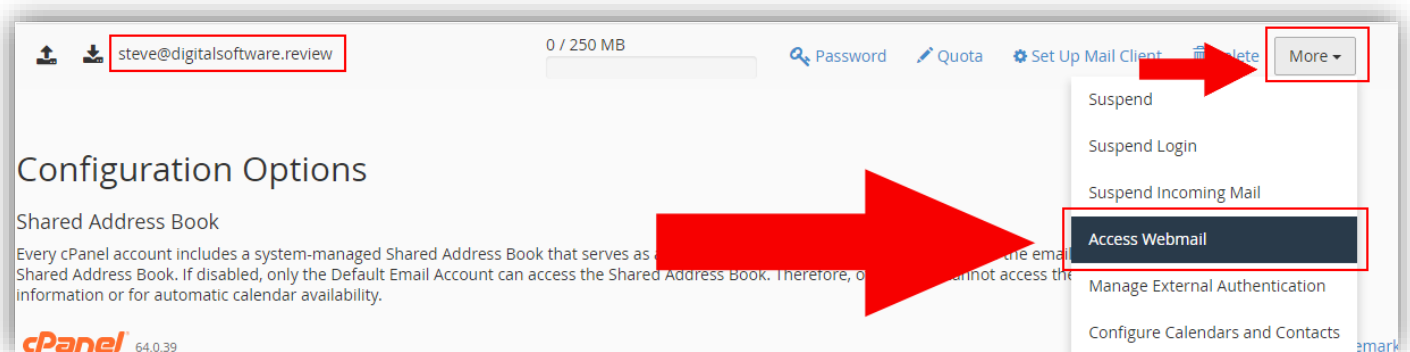 steve@digitalsoftware.review
0 / 250 MB
Password
Quota
Set Up Mail Client
More
Suspend
Suspend Login
Suspend Incoming Mail
Access Webmail
Manage External Authentication
Configure Calendars and Contacts
Configuration Options
Shared Address Book
Every cPanel account includes a system-managed Shared Address Book that serves as the
Shared Address Book. If disabled, only the Default Email Account can access the Shared Address Book. Therefore, access the
information or for automatic calendar availability.
cPanel 64.0.39